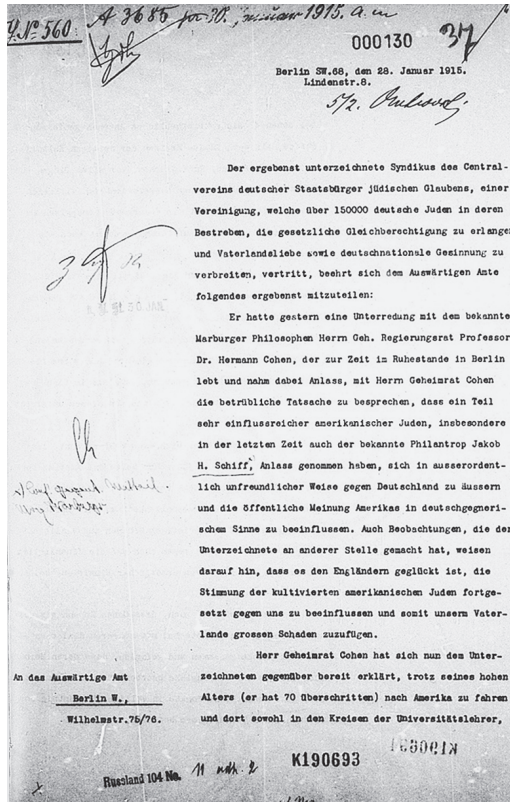 J. No 560.
A 3685 pr. 30. Januar 1915. a.m
000130
37
Berlin SW.68, den 28. Januar 1915.
Lindenstr.8.
5/2.
Der ergebenst unterzeichnete Syndikus des Central-
vereins deutscher Staatsbürger jüdischen Glaubens, einer
Vereinigung, welche über 150000 deutsche Juden in deren
Bestreben, die gesetzliche Gleichberechtigung zu erlangen
und Vaterlandsliebe sowie deutschnationale Gesinnung zu
verbreiten, vertritt, beehrt sich dem Auswärtigen Amte
folgendes ergebenst mitzuteilen:
Er hatte gestern eine Unterredung mit dem bekannte
Marburger Philosophen Herrn Geh. Regierungsrat Professor
Dr. Hermann Cohen, der zur Zeit im Ruhestande in Berlin
lebt und nahm dabei Anlass, mit Herrn Geheimrat Cohen
die betrübliche Tatsache zu besprechen, dass ein Teil
sehr einflussreicher amerikanischer Juden, insbesondere
in der letzten Zeit auch der bekannte Philantrop Jakob
H. Schiff, Anlass genommen haben, sich in ausserordent-
lich unfreundlicher Weise gegen Deutschland zu äussern
und die öffentliche Meinung Amerikas in deutschgegneri-
schem Sinne zu beeinflussen. Auch Beobachtungen, die de
Unterzeichnete an anderer Stelle gemacht hat, weisen
darauf hin, dass es den Engländern geglückt ist, die
Stimmung der kultivierten amerikanischen Juden fortge-
setzt gegen uns zu beeinflussen und somit unserm Vater-
lande grossen Schaden zuzufügen.
Herr Geheimrat Cohen hat sich nun dem Unter-
zeichneten gegenüber bereit erklärt, trotz seines hohen
Alters (er hat 70 überschritten) nach Amerika zu fahren
und dort sowohl in den Kreisen der Universitätslehrer,
An das Auswärtige Amt
Berlin W.,
Wilhelmstr.75/76.
K190693
Russland 104 No. 11